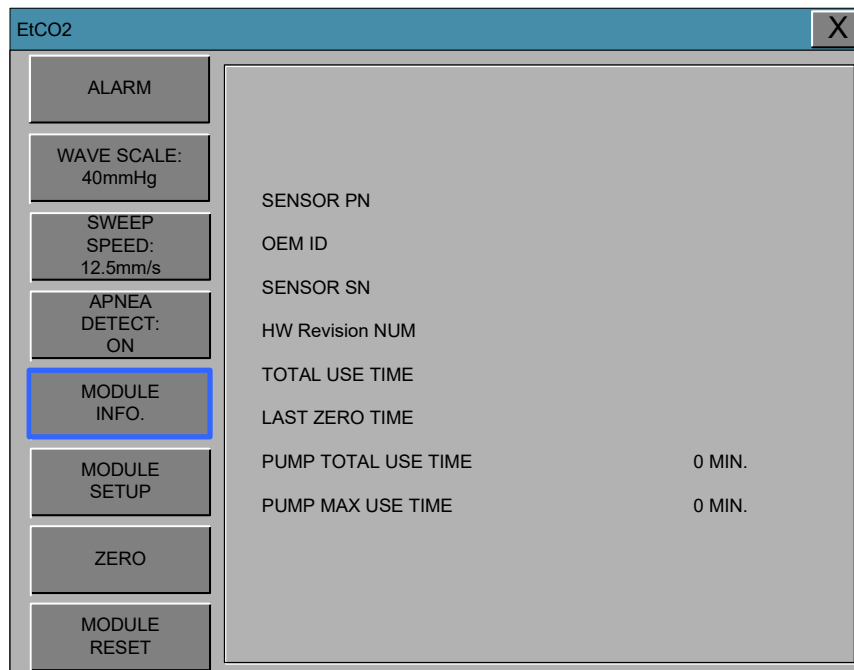 EtCO2
X
ALARM
WAVE SCALE:
40mmHg
SWEEP
SPEED:
12.5mm/s
APNEA
DETECT:
ON
MODULE
INFO.
MODULE
SETUP
ZERO
MODULE
RESET
SENSOR PN
OEM ID
SENSOR SN
HW Revision NUM
TOTAL USE TIME
LAST ZERO TIME
PUMP TOTAL USE TIME 0 MIN.
PUMP MAX USE TIME 0 MIN.